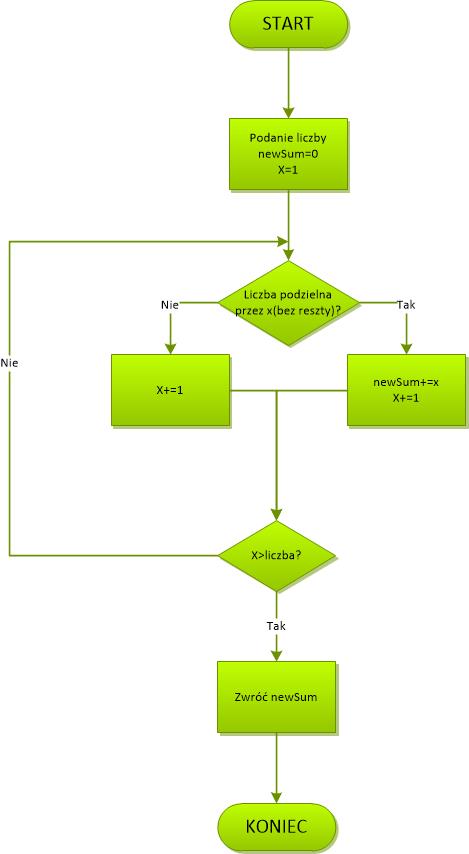 START
Podanie liczby
newSum=0
X=1
Liczba podzielna
przez x(bez reszty)?
Nie
Tak
Nie
X+=1
newSum+=x
X+=1
X>liczba?
Tak
Zwróć newSum
KONIEC